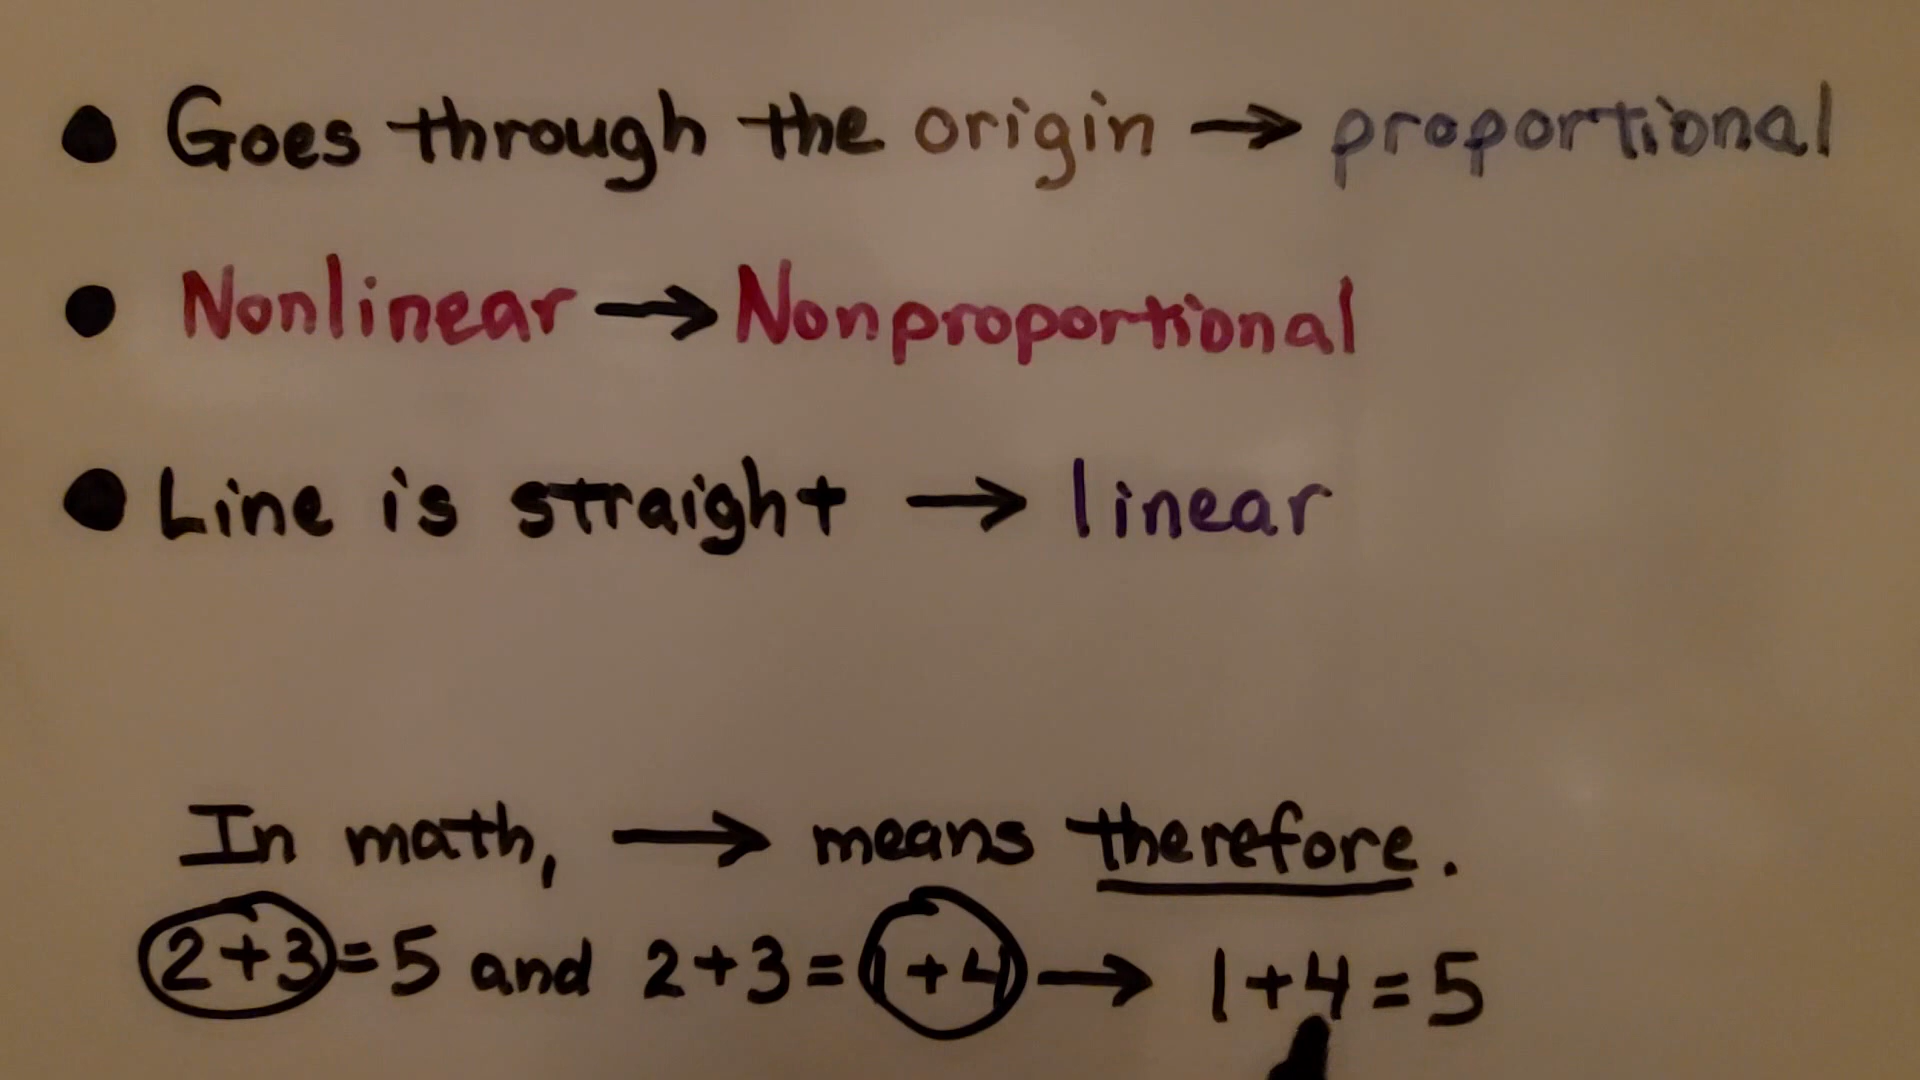 ● Goes through the origin → proportional
● Nonlinear → Nonproportional
● Line is straight → linear
In math, → means therefore.
2+3=5 and 2+3=1+4 → 1+4=5